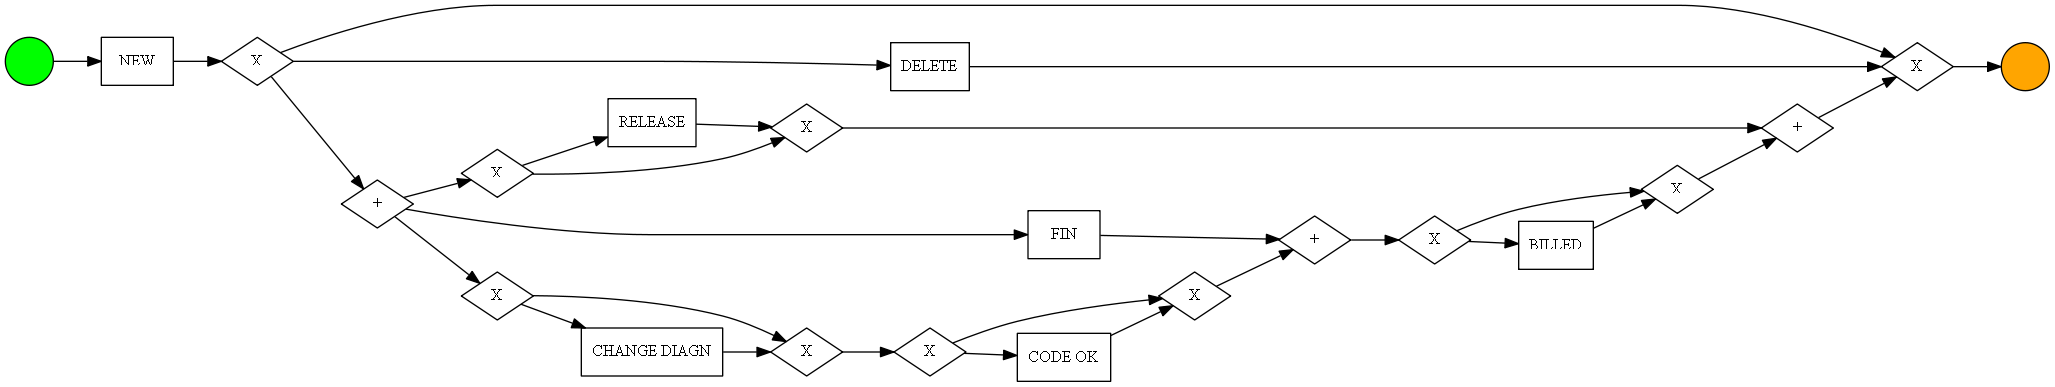 NEW
X
DELETE
X
RELEASE
X
+
X
+
FIN
+
X
BILLED
X
X
CHANGE DIAGN
X
X
CODE OK
X